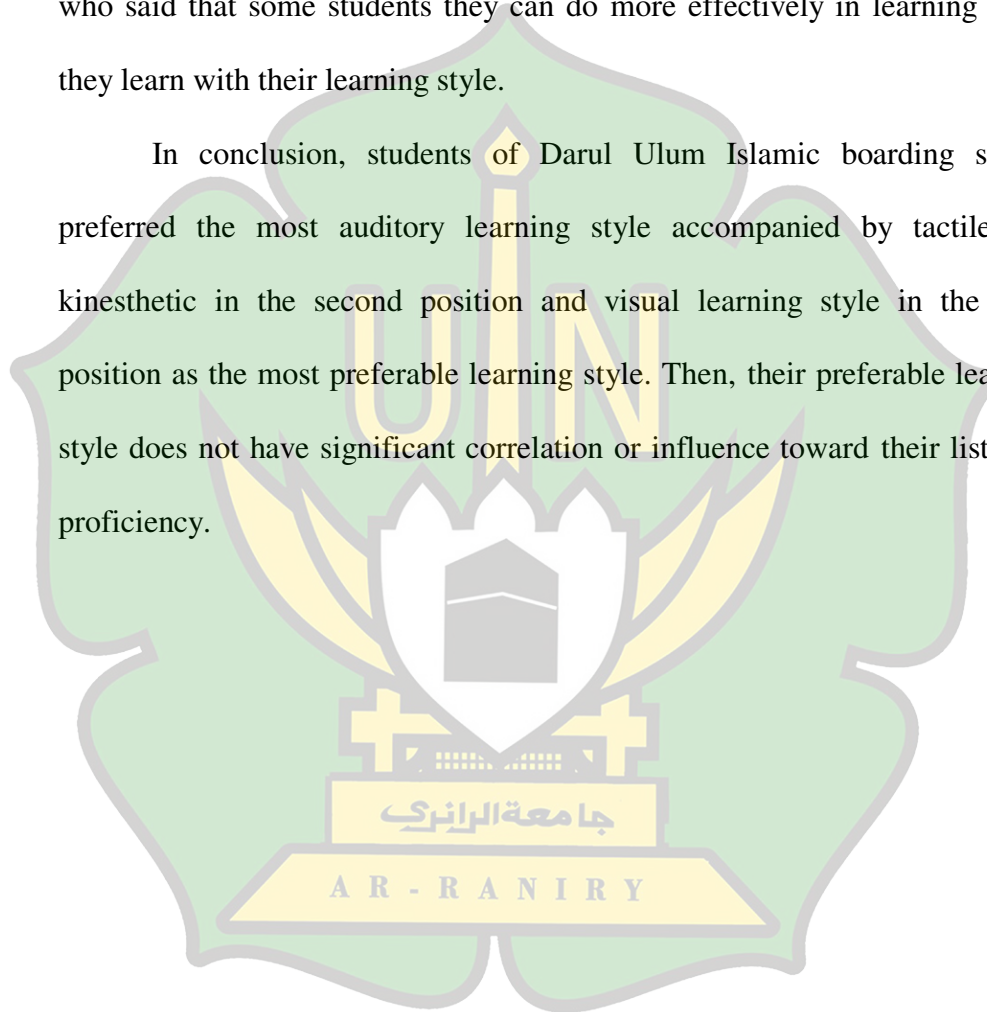 who said that some students they can do more effectively in learning
they learn with their learning style.
In conclusion, students of Darul Ulum Islamic boarding s
preferred the most auditory learning style accompanied by tactile
kinesthetic in the second position and visual learning style in the
position as the most preferable learning style. Then, their preferable lea
style does not have significant correlation or influence toward their list
proficiency.
UIN
جامعةالرانري
AR-RANIRY